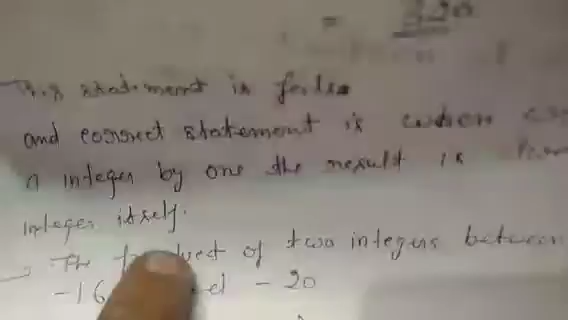 = 320
This statement is false
and correct statement is when
a integer by one the result is
integer itself.
→ The product of two integers between
-16 and -20